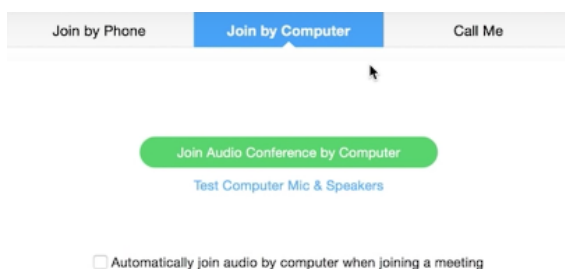 Join by Phone Join by Computer Call Me
Join Audio Conference by Computer
Test Computer Mic & Speakers
Automatically join audio by computer when joining a meeting